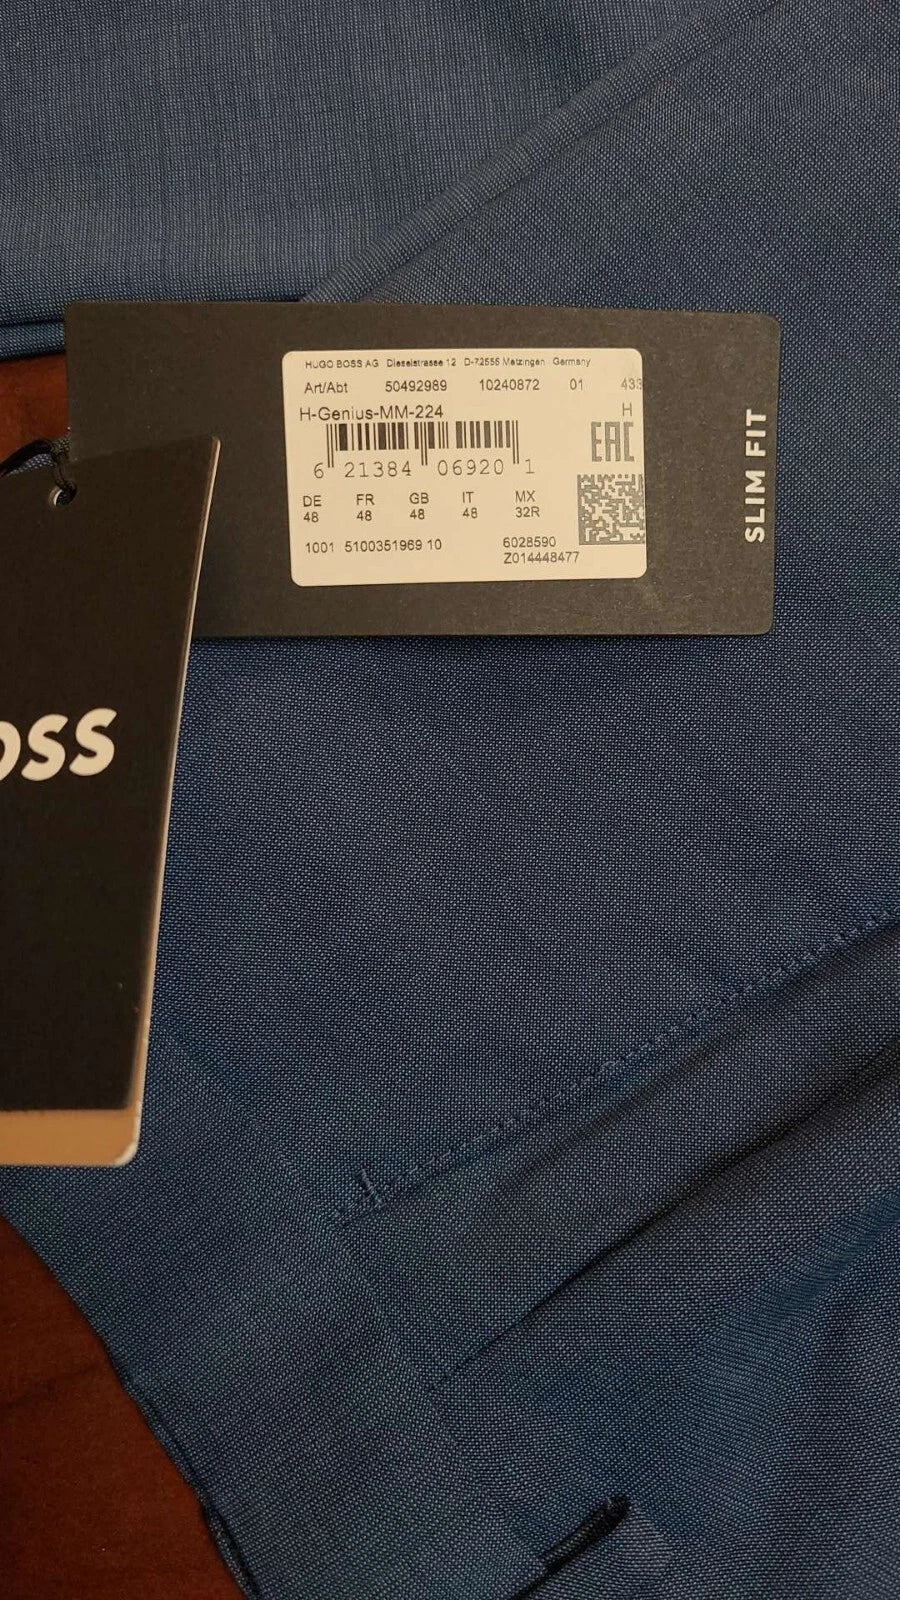 HUGO BOSS AG Dieselstrasse 12 D-72555 Metzingen Germany
Art/Abt 50492989 10240872 01 433
H-Genius-MM-224 H
EAC
6 21384 06920 1
DE FR GB IT MX
48 48 48 48 32R
1001 5100351969 10 6028590
Z014448477
SLIM FIT
OSS